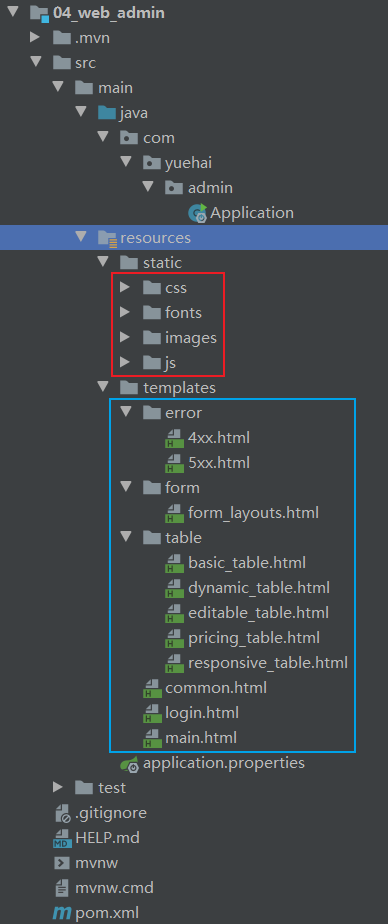 04_web_admin
.mvn
src
main
java
com
yuehai
admin
Application
resources
static
css
fonts
images
js
templates
error
4xx.html
5xx.html
form
form_layouts.html
table
basic_table.html
dynamic_table.html
editable_table.html
pricing_table.html
responsive_table.html
common.html
login.html
main.html
application.properties
test
.gitignore
HELP.md
mvnw
mvnw.cmd
pom.xml